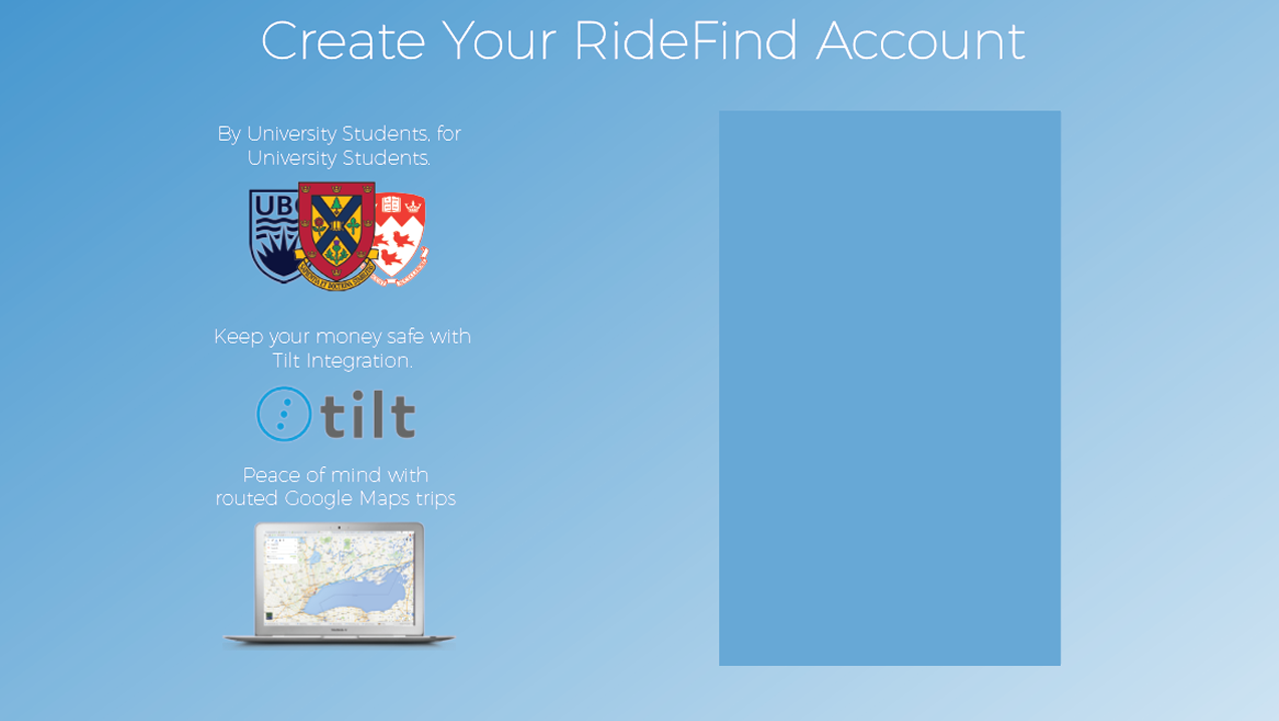 Create Your RideFind Account
By University Students, for
University Students.
UBC
Keep your money safe with
Tilt Integration.
tilt
Peace of mind with
routed Google Maps trips